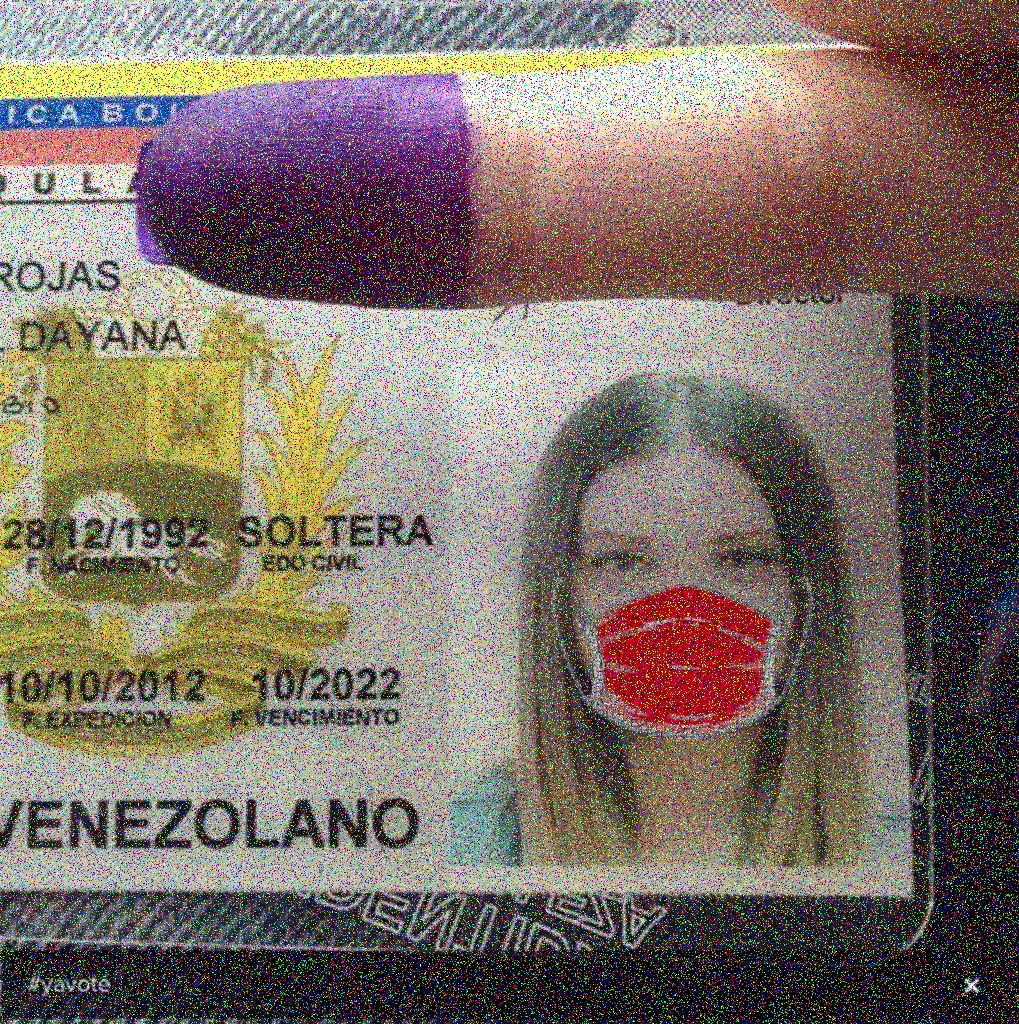 ICA BO
ULA
ROJAS
Director
DAYANA
28/12/1992 SOLTERA
F. NACIMIENTO EDO CIVIL
10/10/2012 10/2022
F. EXPEDICION F. VENCIMIENTO
VENEZOLANO
#yavote